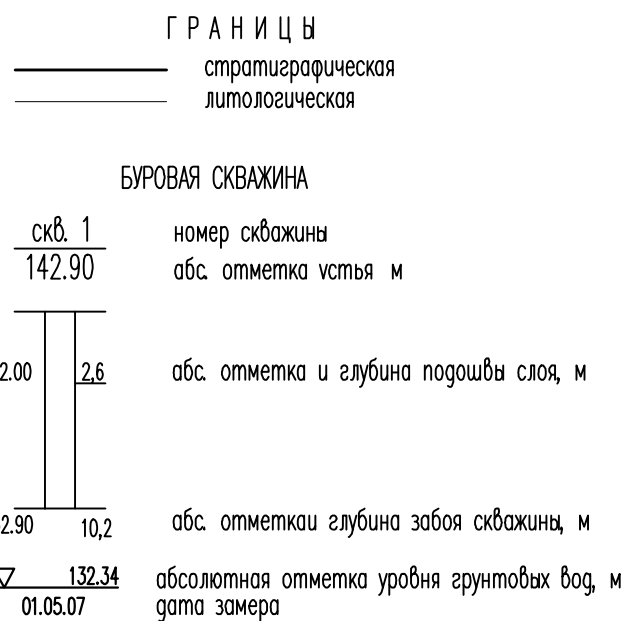 ГРАНИЦЫ
стратиграфическая
литологическая
БУРОВАЯ СКВАЖИНА
скв. 1 номер скважины
142.90 абс. отметка устья м
2.00 2,6 абс. отметка и глубина подошвы слоя, м
2.90 10,2 абс. отметкаи глубина забоя скважины, м
132.34 абсолютная отметка уровня грунтовых вод, м
01.05.07 дата замера